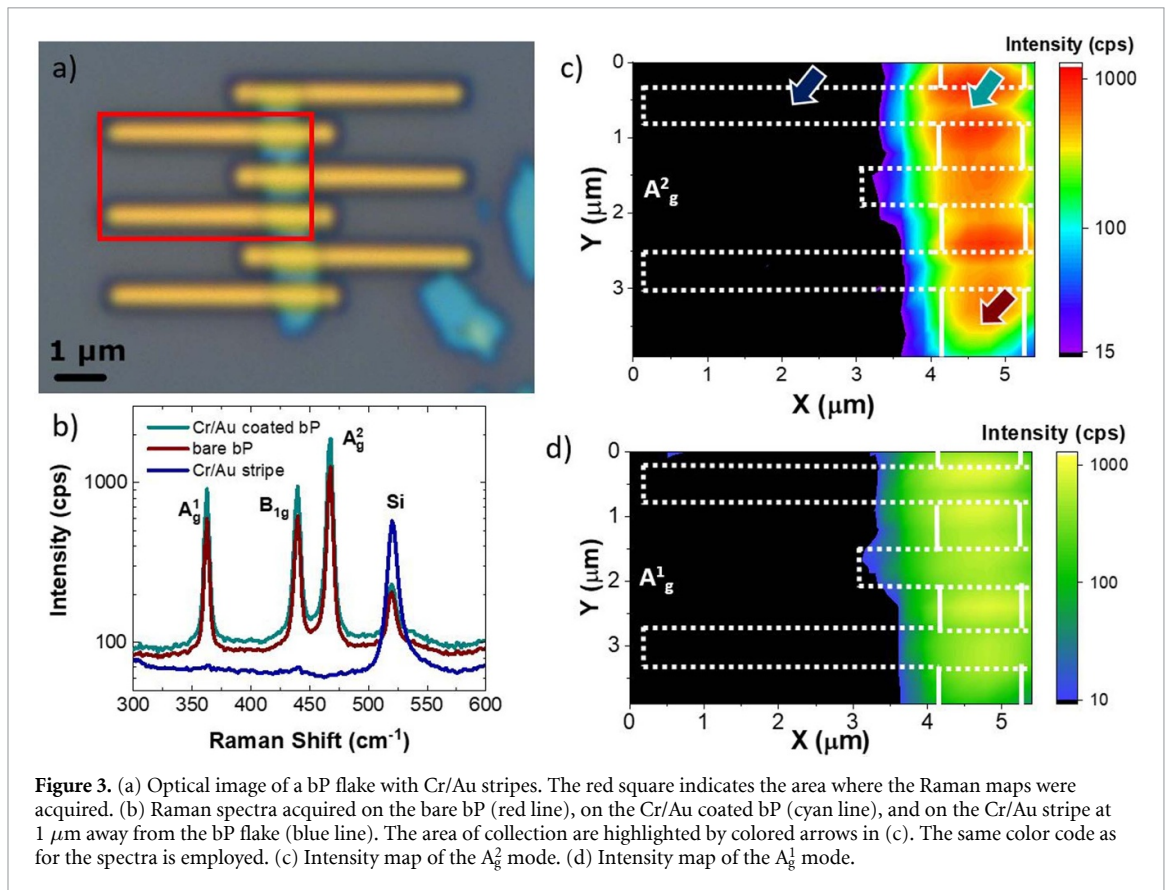 a)
1 μm
b)
Cr/Au coated bP
bare bP
Cr/Au stripe
A¹g
B1g
A²g
Si
1000
100
Intensity (cps)
300 350 400 450 500 550 600
Raman Shift (cm⁻¹)
c)
Intensity (cps)
1000
100
15
A²g
0
1
2
3
Y (μm)
0 1 2 3 4 5
X (μm)
d)
Intensity (cps)
1000
100
10
A¹g
0
1
2
3
Y (μm)
0 1 2 3 4 5
X (μm)
Figure 3. (a) Optical image of a bP flake with Cr/Au stripes. The red square indicates the area where the Raman maps were
acquired. (b) Raman spectra acquired on the bare bP (red line), on the Cr/Au coated bP (cyan line), and on the Cr/Au stripe at
1 μm away from the bP flake (blue line). The area of collection are highlighted by colored arrows in (c). The same color code as
for the spectra is employed. (c) Intensity map of the A²g mode. (d) Intensity map of the A¹g mode.